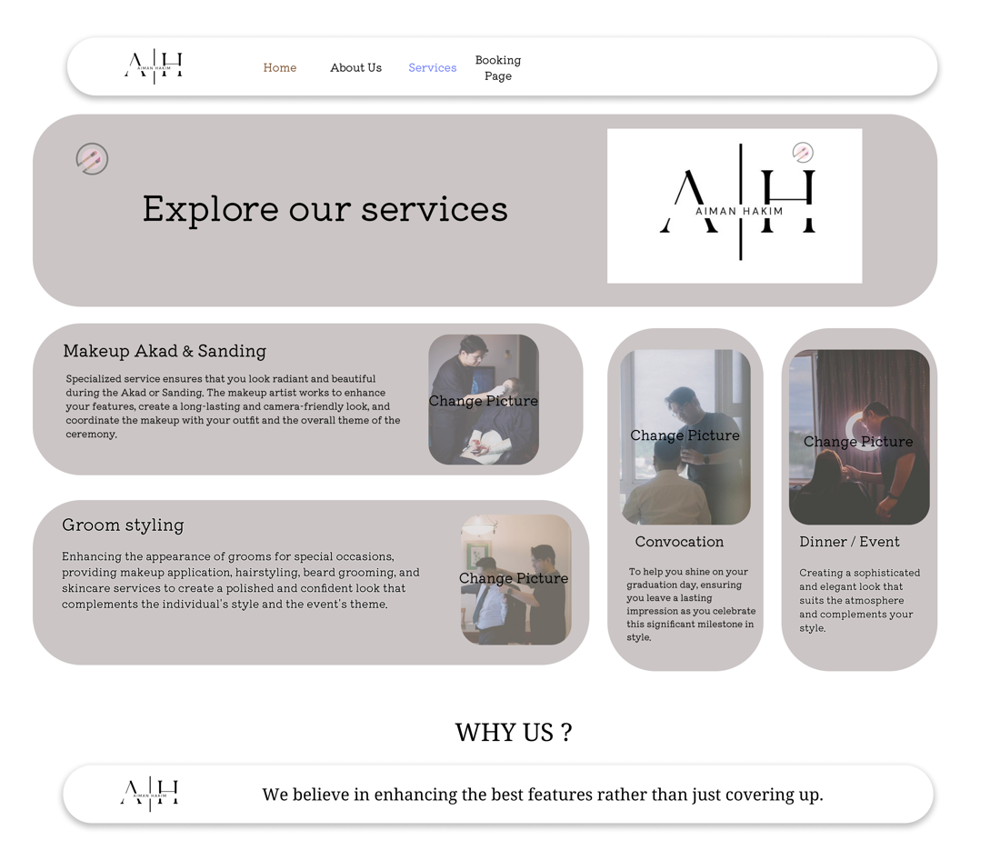 A H
AIMAN HAKIM
Home
About Us
Services
Booking
Page
Explore our services
A H
AIMAN HAKIM
Makeup Akad & Sanding
Specialized service ensures that you look radiant and beautiful
during the Akad or Sanding. The makeup artist works to enhance
your features, create a long-lasting and camera-friendly look, and
coordinate the makeup with your outfit and the overall theme of the
ceremony.
Change Picture
Groom styling
Enhancing the appearance of grooms for special occasions,
providing makeup application, hairstyling, beard grooming, and
skincare services to create a polished and confident look that
complements the individual's style and the event's theme.
Change Picture
Change Picture
Convocation
To help you shine on your
graduation day, ensuring
you leave a lasting
impression as you celebrate
this significant milestone in
style.
Change Picture
Dinner / Event
Creating a sophisticated
and elegant look that
suits the atmosphere
and complements your
style.
WHY US ?
A H
AIMAN HAKIM
We believe in enhancing the best features rather than just covering up.